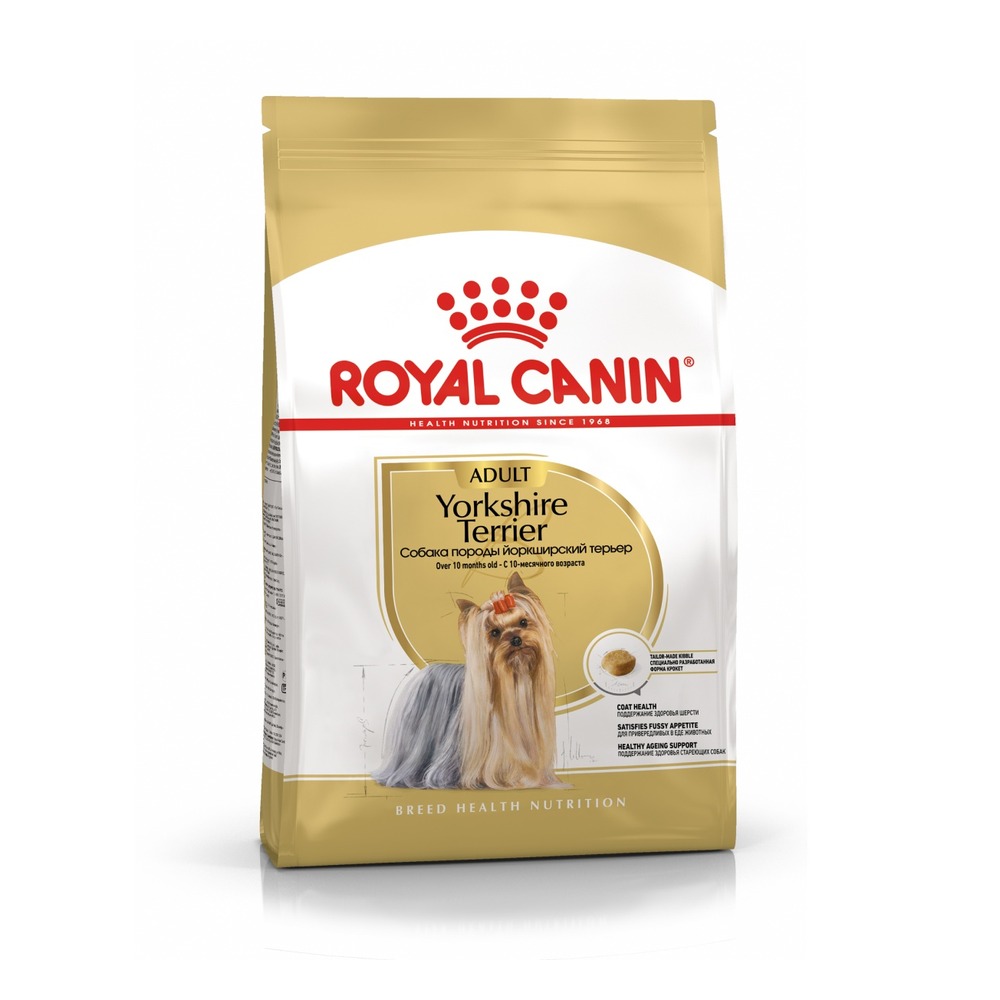 ROYAL CANIN®
HEALTH NUTRITION SINCE 1968
ADULT
Yorkshire
Terrier
Собака породы йоркширский терьер
Over 10 months old - С 10-месячного возраста
TAILOR-MADE KIBBLE
СПЕЦИАЛЬНО РАЗРАБОТАННАЯ
ФОРМА КРОКЕТ
COAT HEALTH
ПОДДЕРЖАНИЕ ЗДОРОВЬЯ ШЕРСТИ
SATISFIES FUSSY APPETITE
ДЛЯ ПРИВЕРЕДЛИВЫХ В ЕДЕ ЖИВОТНЫХ
HEALTHY AGEING SUPPORT
ПОДДЕРЖАНИЕ ЗДОРОВЬЯ СТАРЕЮЩИХ СОБАК
BREED HEALTH NUTRITION